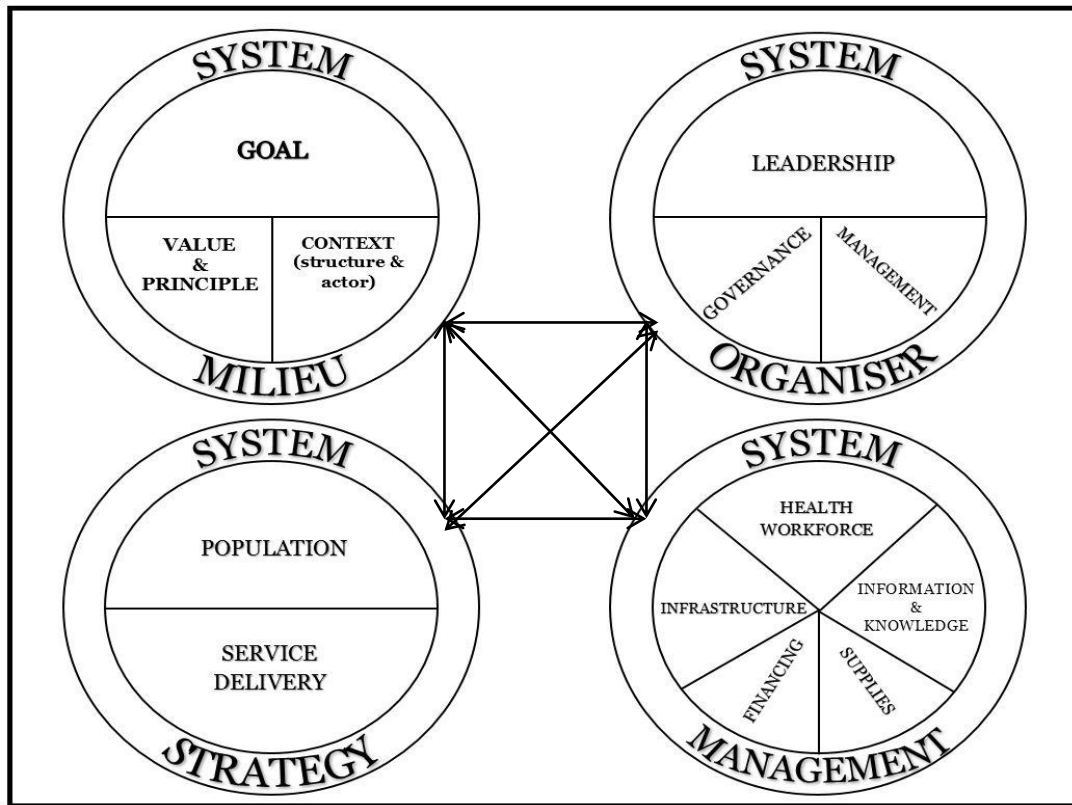 SYSTEM
GOAL
VALUE
&
PRINCIPLE
CONTEXT
(structure &
actor)
MILIEU
SYSTEM
LEADERSHIP
GOVERNANCE
MANAGEMENT
ORGANISER
SYSTEM
POPULATION
SERVICE
DELIVERY
STRATEGY
SYSTEM
HEALTH
WORKFORCE
INFRASTRUCTURE
INFORMATION
&
KNOWLEDGE
FINANCING
SUPPLIES
MANAGEMENT